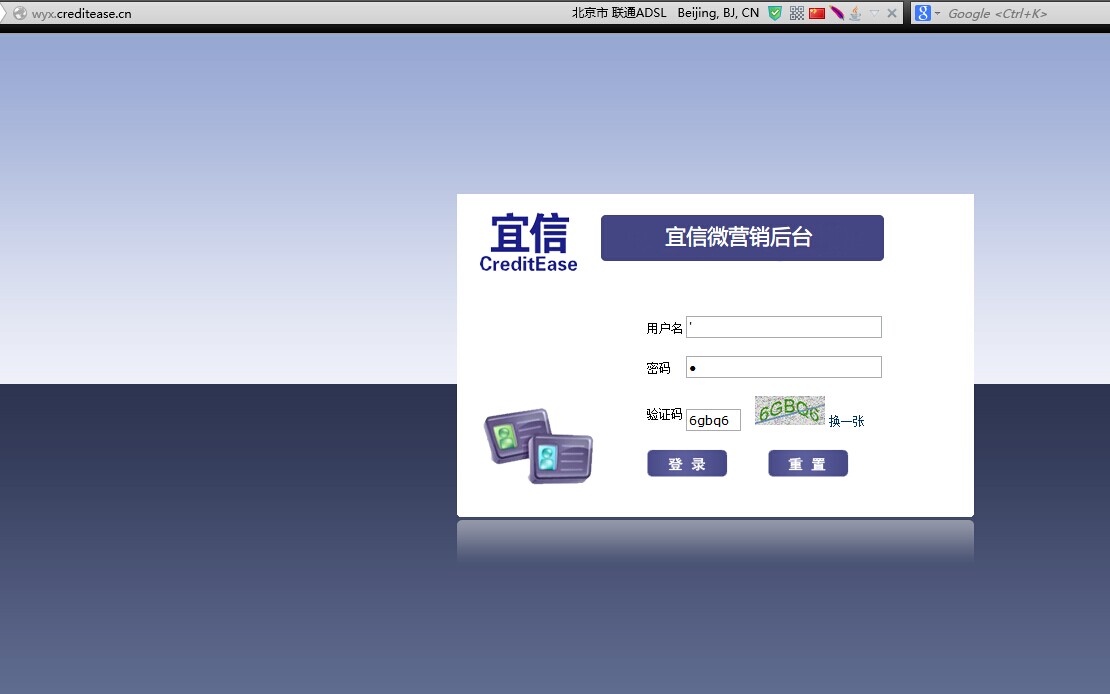 wyx.creditease.cn 北京市 联通ADSL Beijing, BJ, CN 8 Google <Ctrl+K>
宜信
CreditEase
宜信微营销后台
用户名 '
密码 ●
验证码 6gbq6 6GBQ6 换一张
登 录 重 置